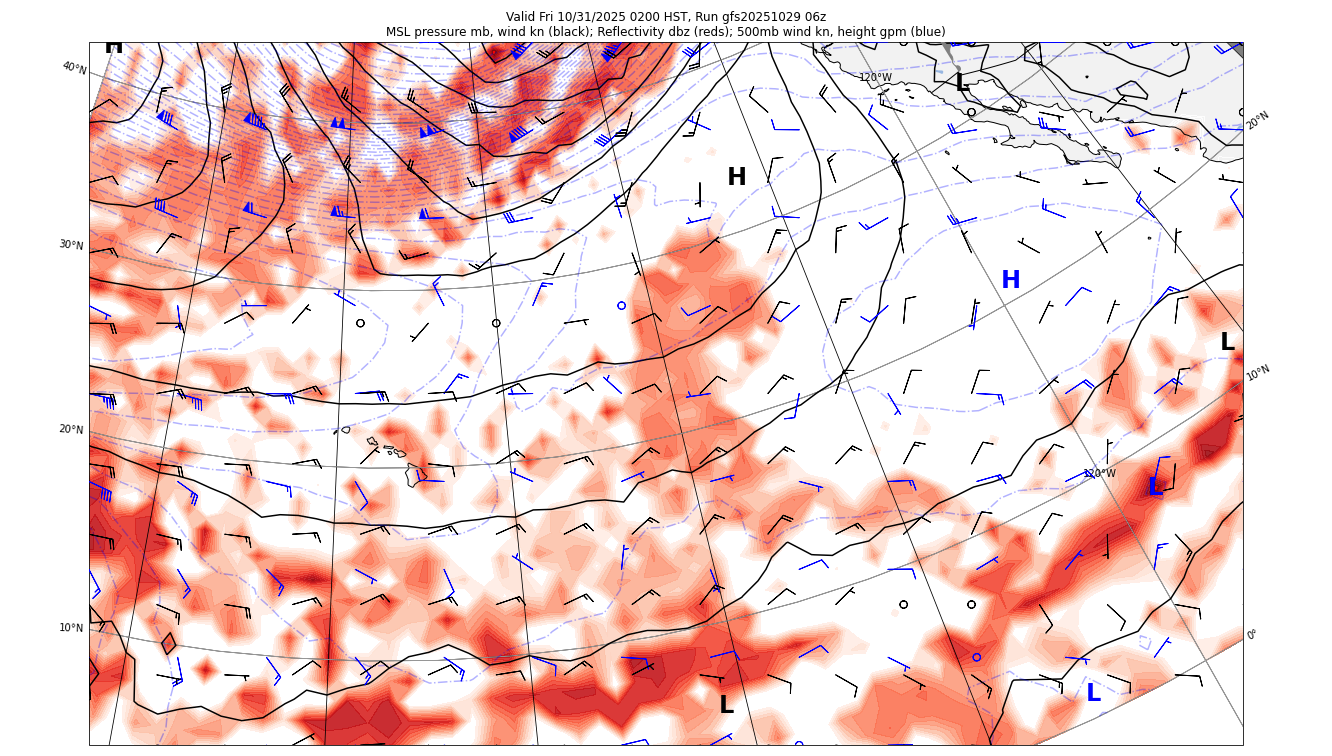 Valid Fri 10/31/2025 0200 HST, Run gfs20251029 06z
MSL pressure mb, wind kn (black); Reflectivity dbz (reds); 500mb wind kn, height gpm (blue)
H
40°N
120°W
L
20°N
H
30°N
H
L
10°N
20°N
120°W
L
10°N
0°
L
L